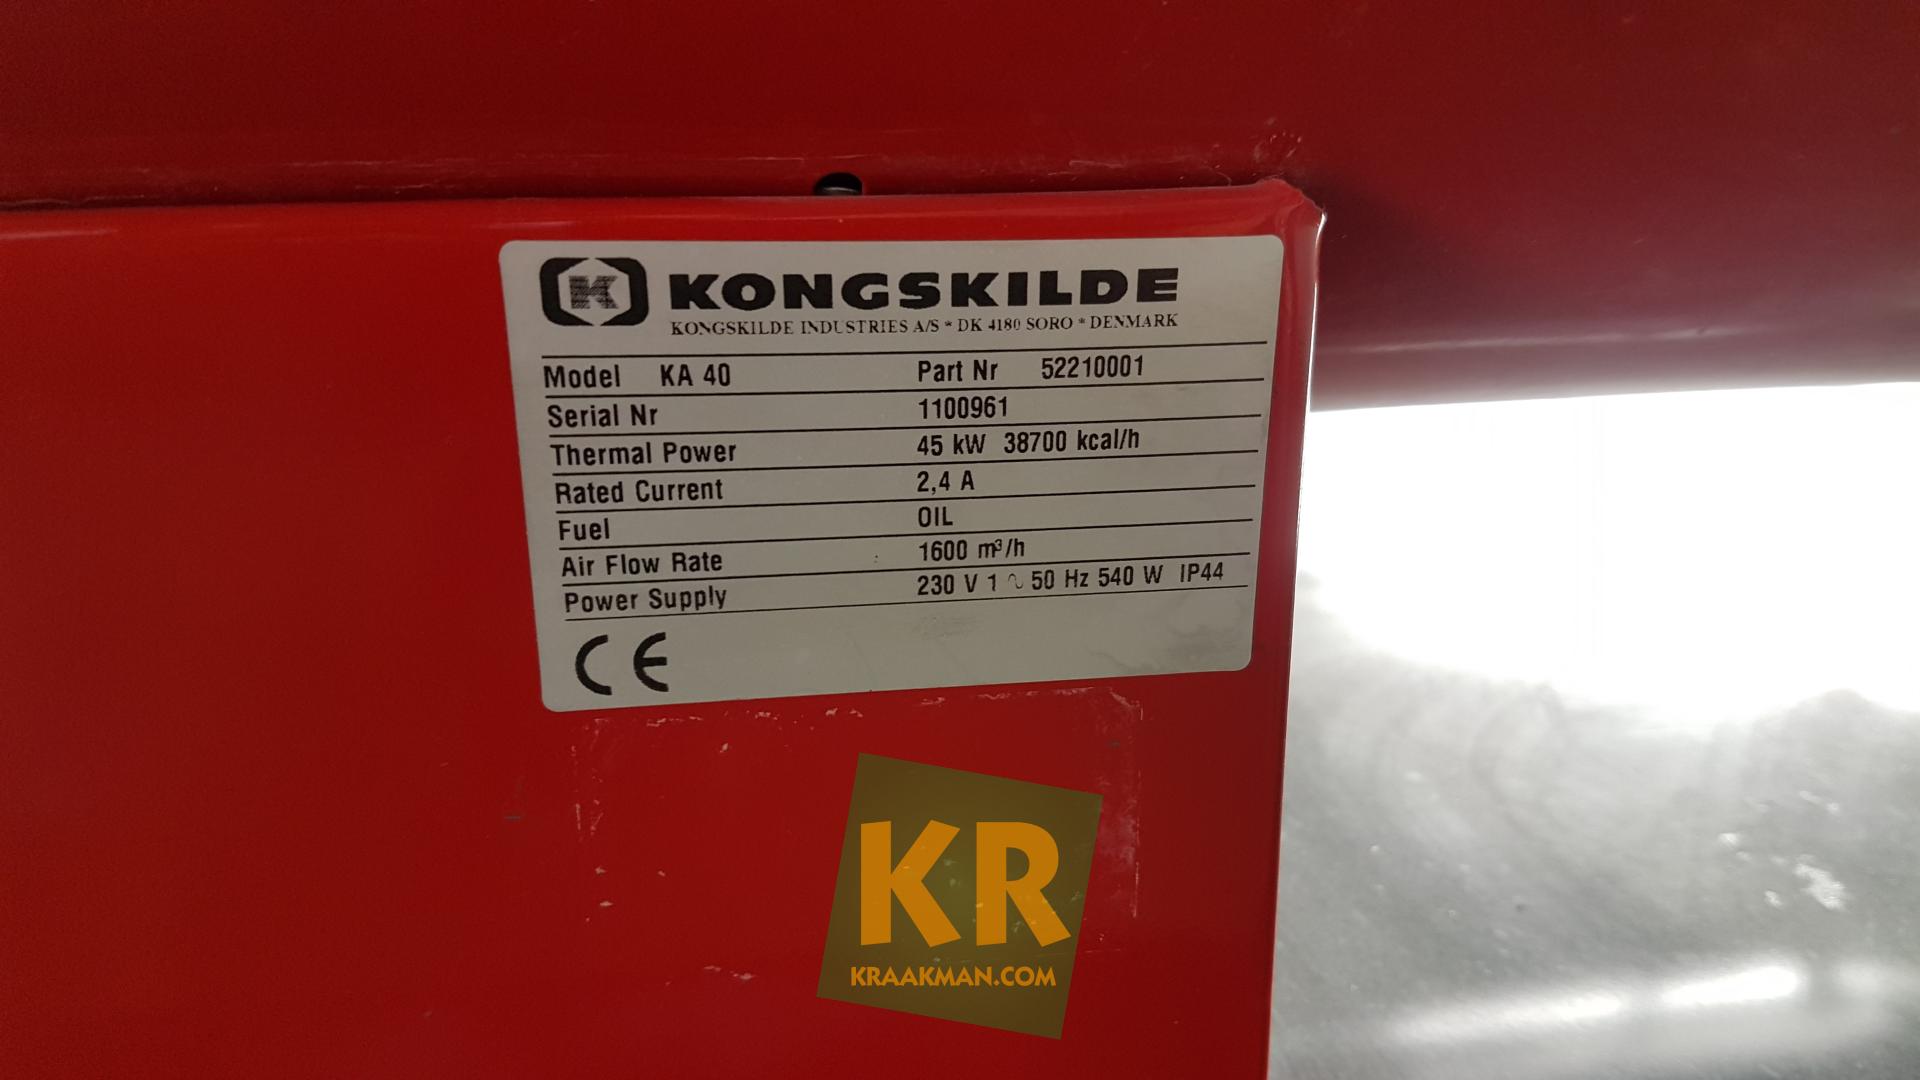 K KONGSKILDE
KONGSKILDE INDUSTRIES A/S * DK 4180 SORO * DENMARK
Model KA 40 Part Nr 52210001
Serial Nr 1100961
Thermal Power 45 kW 38700 kcal/h
Rated Current 2,4 A
Fuel OIL
Air Flow Rate : 1600 m³/h
Power Supply 230 V 1 ~ 50 Hz 540 W IP44
CE
KR
KRAAKMAN.COM